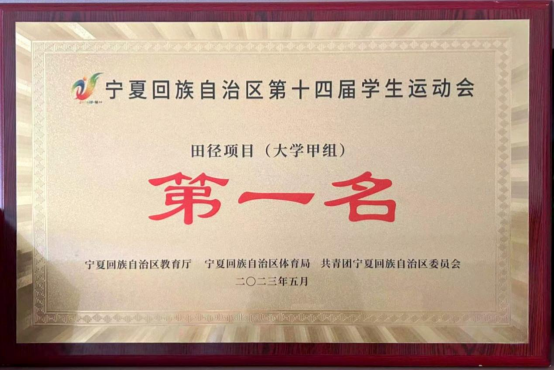 宁夏回族自治区第十四届学生运动会
田径项目（大学甲组）
第一名
宁夏回族自治区教育厅 宁夏回族自治区体育局 共青团宁夏回族自治区委员会
二〇二三年五月